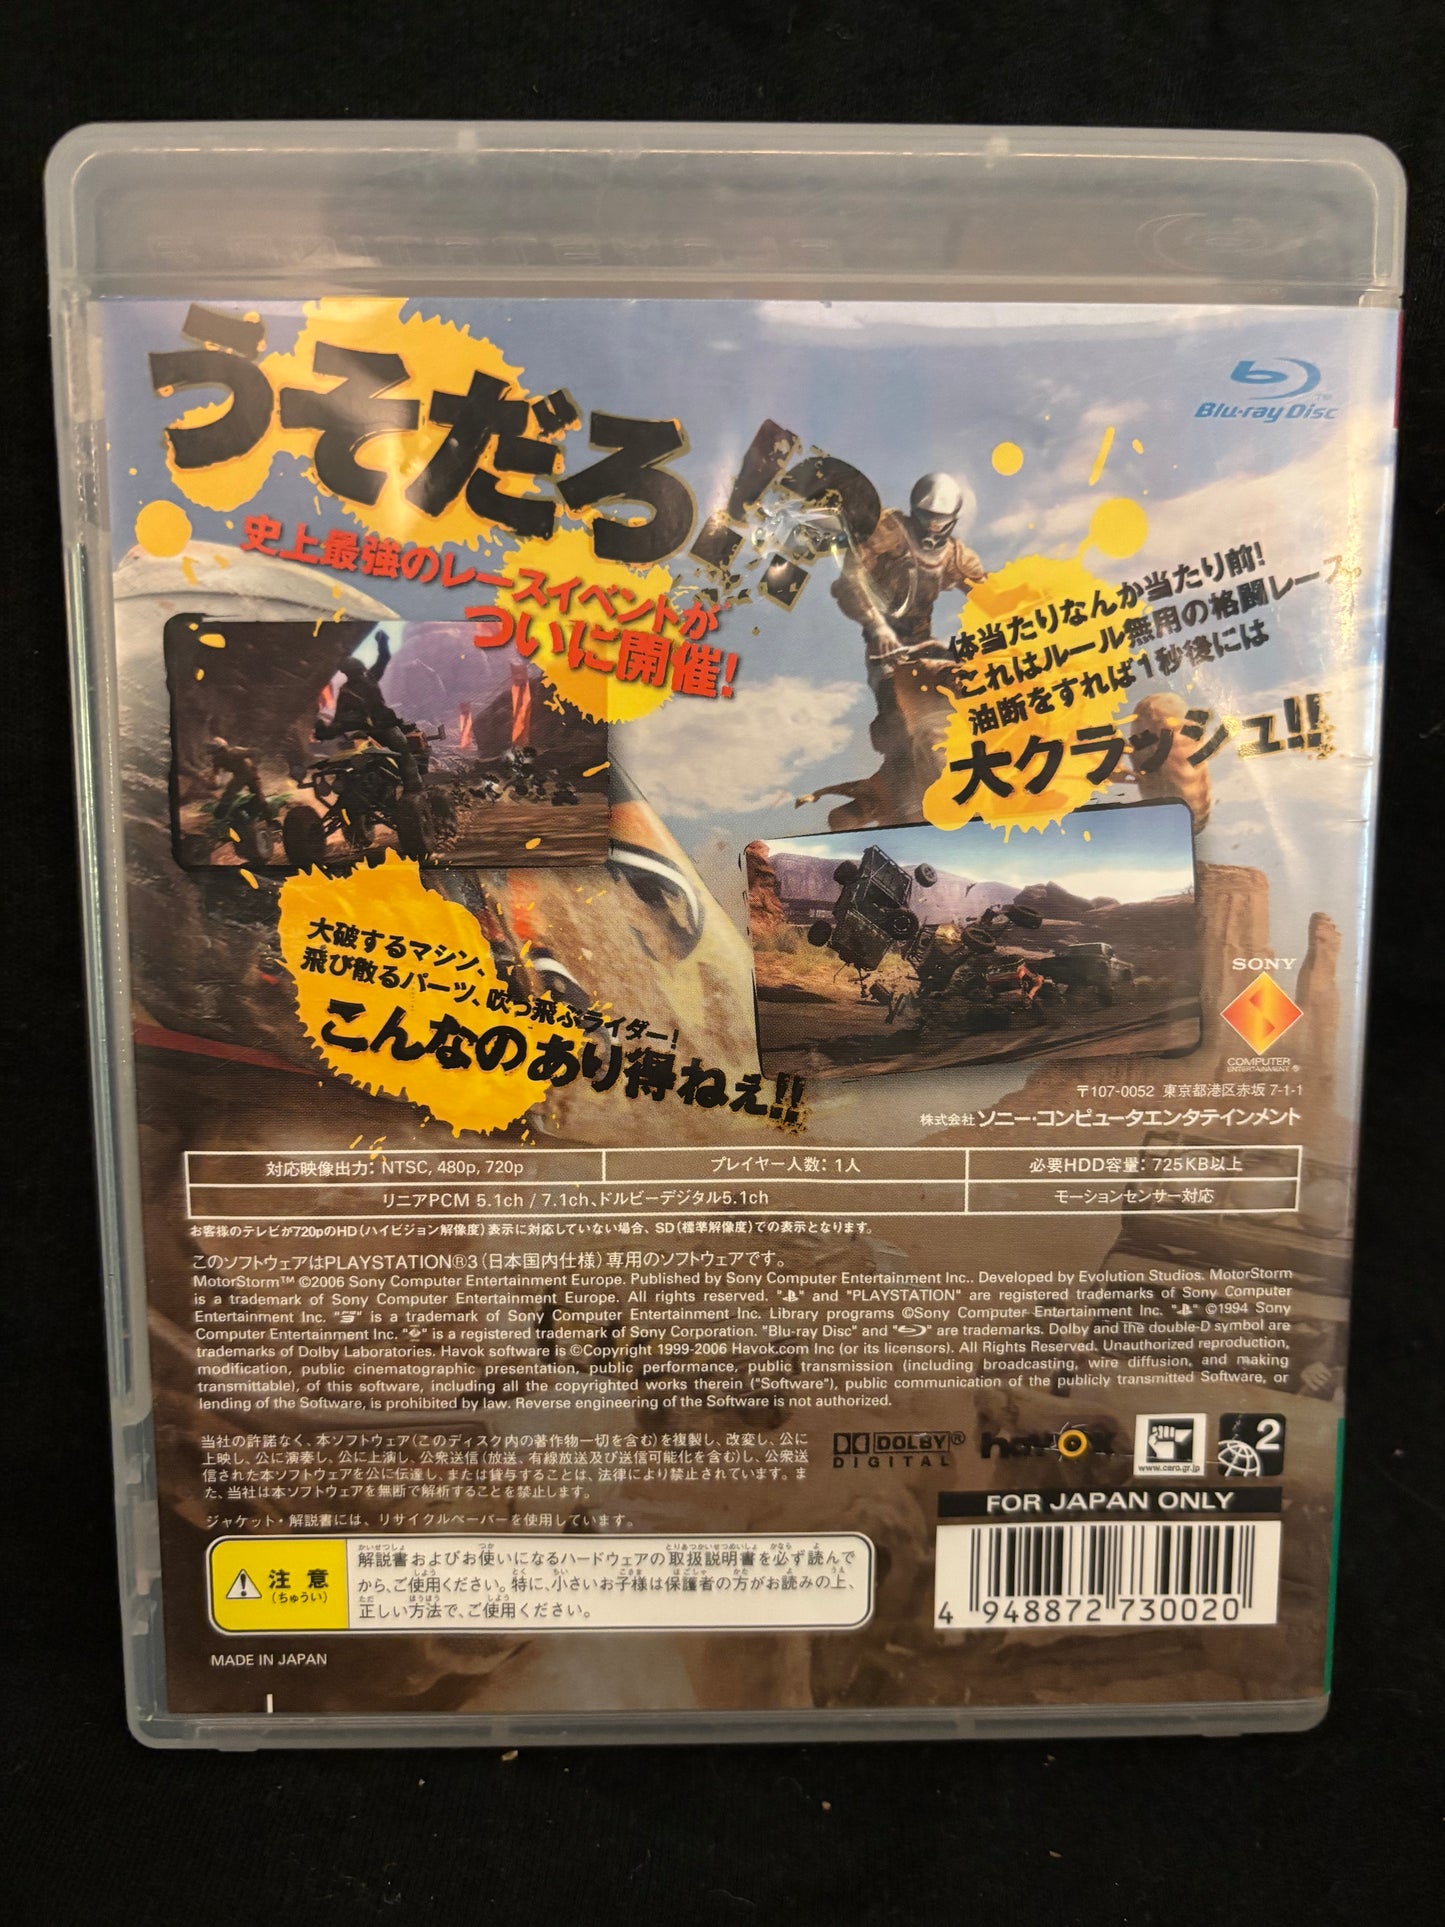 うそだろ!?
史上最強のレースイベントが
ついに開催!
Blu-ray Disc
体当たりなんか当たり前!
これはルール無用の格闘レース。
油断をすれば1秒後には
大クラッシュ!!
大破するマシン、
飛び散るパーツ、吹っ飛ぶライダー!
こんなのあり得ねぇ!!
SONY
COMPUTER
ENTERTAINMENT
〒107-0052 東京都港区赤坂 7-1-1
株式会社 ソニー・コンピュータエンタテインメント
対応映像出力: NTSC, 480p, 720p
プレイヤー人数: 1人
必要HDD容量: 725KB以上
リニアPCM 5.1ch / 7.1ch、ドルビーデジタル5.1ch
モーションセンサー対応
お客様のテレビが720pのHD(ハイビジョン解像度)表示に対応していない場合、SD(標準解像度)での表示となります。
このソフトウェアはPLAYSTATION®3(日本国内仕様)専用のソフトウェアです。
MotorStorm™ ©2006 Sony Computer Entertainment Europe. Published by Sony Computer Entertainment Inc.. Developed by Evolution Studios. MotorStorm
is a trademark of Sony Computer Entertainment Europe. All rights reserved. "" and "PLAYSTATION" are registered trademarks of Sony Computer
Entertainment Inc. "" is a trademark of Sony Computer Entertainment Inc. Library programs ©Sony Computer Entertainment Inc. "" ©1994 Sony
Computer Entertainment Inc. "" is a registered trademark of Sony Corporation. "Blu-ray Disc" and "" are trademarks. Dolby and the double-D symbol are
trademarks of Dolby Laboratories. Havok software is ©Copyright 1999-2006 Havok.com Inc (or its licensors). All Rights Reserved. Unauthorized reproduction,
modification, public cinematographic presentation, public performance, public transmission (including broadcasting, wire diffusion, and making
transmittable), of this software, including all the copyrighted works therein ("Software"), public communication of the publicly transmitted Software, or
lending of the Software, is prohibited by law. Reverse engineering of the Software is not authorized.
当社の許諾なく、本ソフトウェア(このディスク内の著作物一切を含む)を複製し、改変し、公に
上映し、公に演奏し、公に上演し、公衆送信(放送、有線放送及び送信可能化を含む)し、公衆送
信された本ソフトウェアを公に伝達し、または貸与することは、法律により禁止されています。ま
た、当社は本ソフトウェアを無断で解析することを禁止します。
ジャケット・解説書には、リサイクルペーパーを使用しています。
DOLBY®
DIGITAL
havok
www.cero.gr.jp
2
FOR JAPAN ONLY
4 948872 730020
注意
(ちゅうい)
解説書およびお使いになるハードウェアの取扱説明書を必ず読んで
から、ご使用ください。特に、小さいお子様は保護者の方がお読みの上、
正しい方法で、ご使用ください。
MADE IN JAPAN